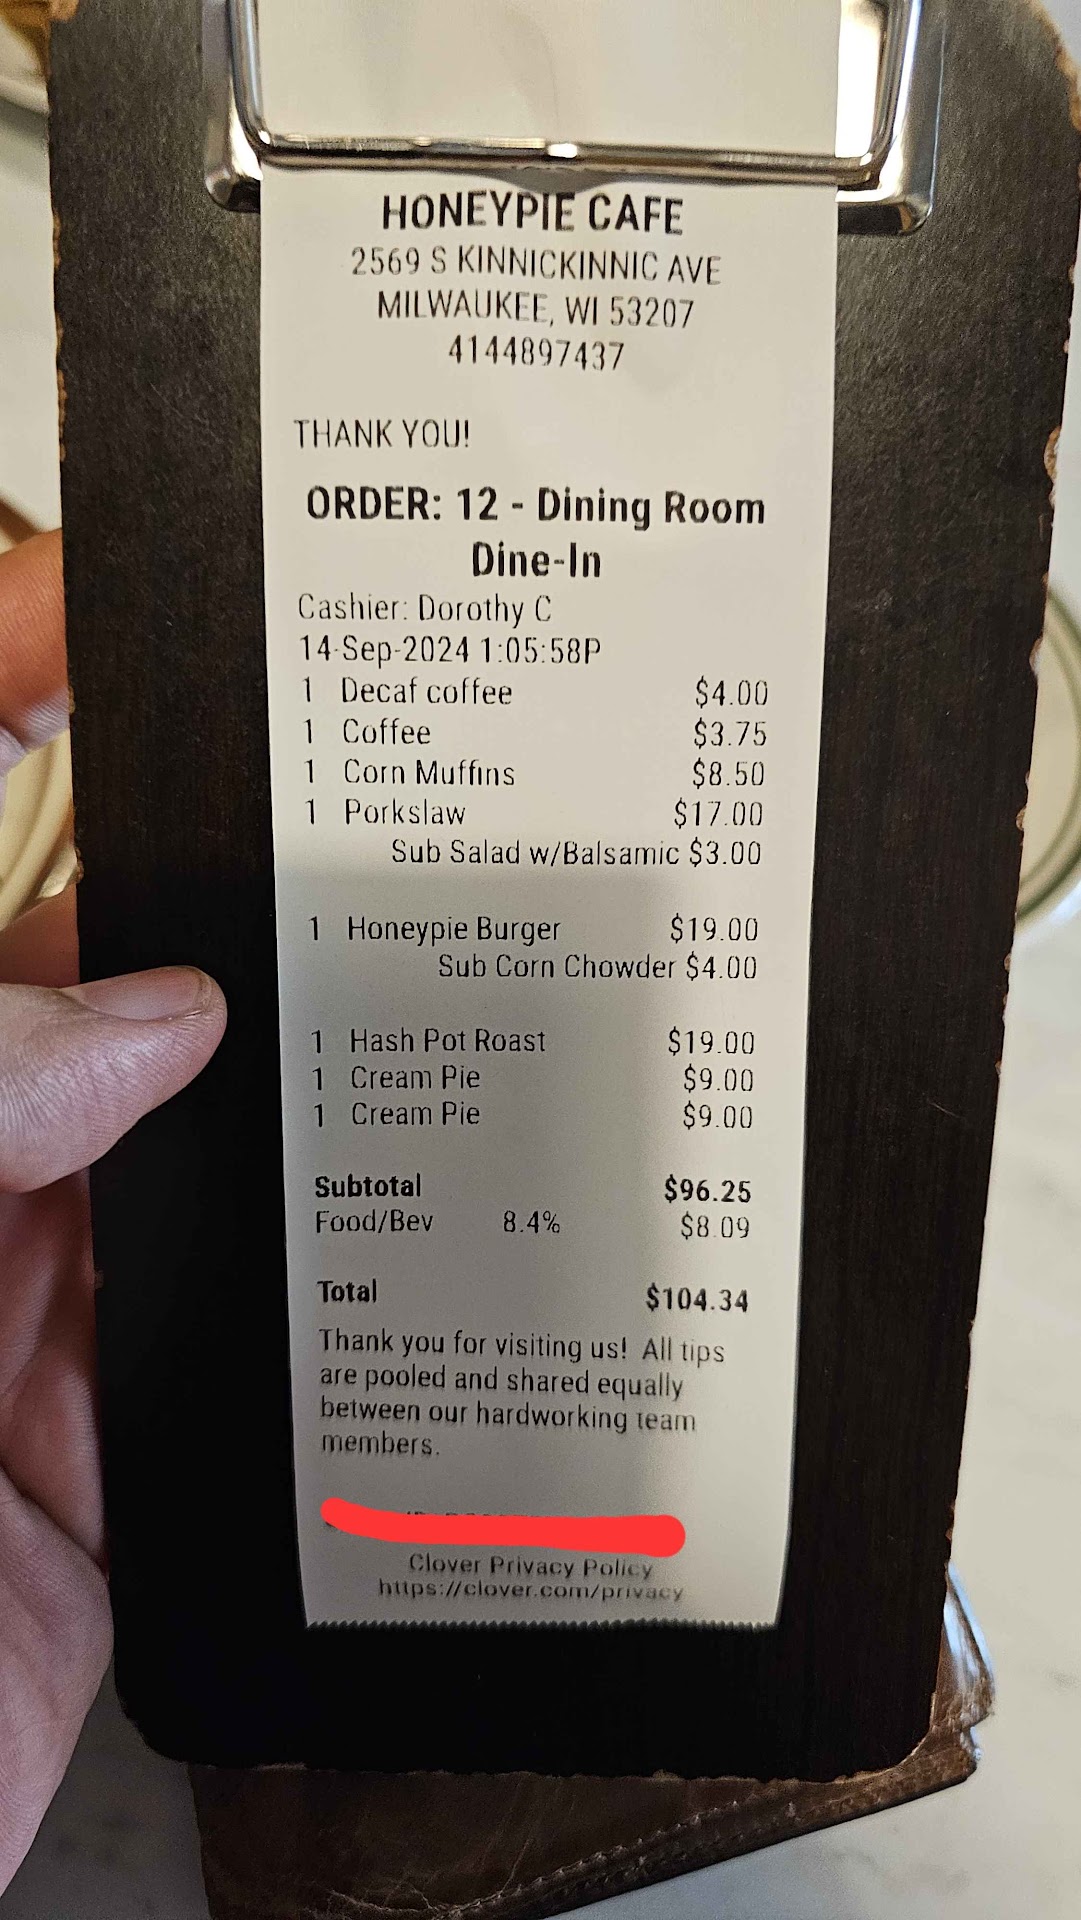 HONEYPIE CAFE
2569 S KINNICKINNIC AVE
MILWAUKEE, WI 53207
4144897437
THANK YOU!
ORDER: 12 - Dining Room
Dine-In
Cashier: Dorothy C
14-Sep-2024 1:05:58P
1 Decaf coffee $4.00
1 Coffee $3.75
1 Corn Muffins $8.50
1 Porkslaw $17.00
Sub Salad w/Balsamic $3.00
1 Honeypie Burger $19.00
Sub Corn Chowder $4.00
1 Hash Pot Roast $19.00
1 Cream Pie $9.00
1 Cream Pie $9.00
Subtotal $96.25
Food/Bev 8.4% $8.09
Total $104.34
Thank you for visiting us! All tips
are pooled and shared equally
between our hardworking team
members.
Clover Privacy Policy
https://clover.com/privacy